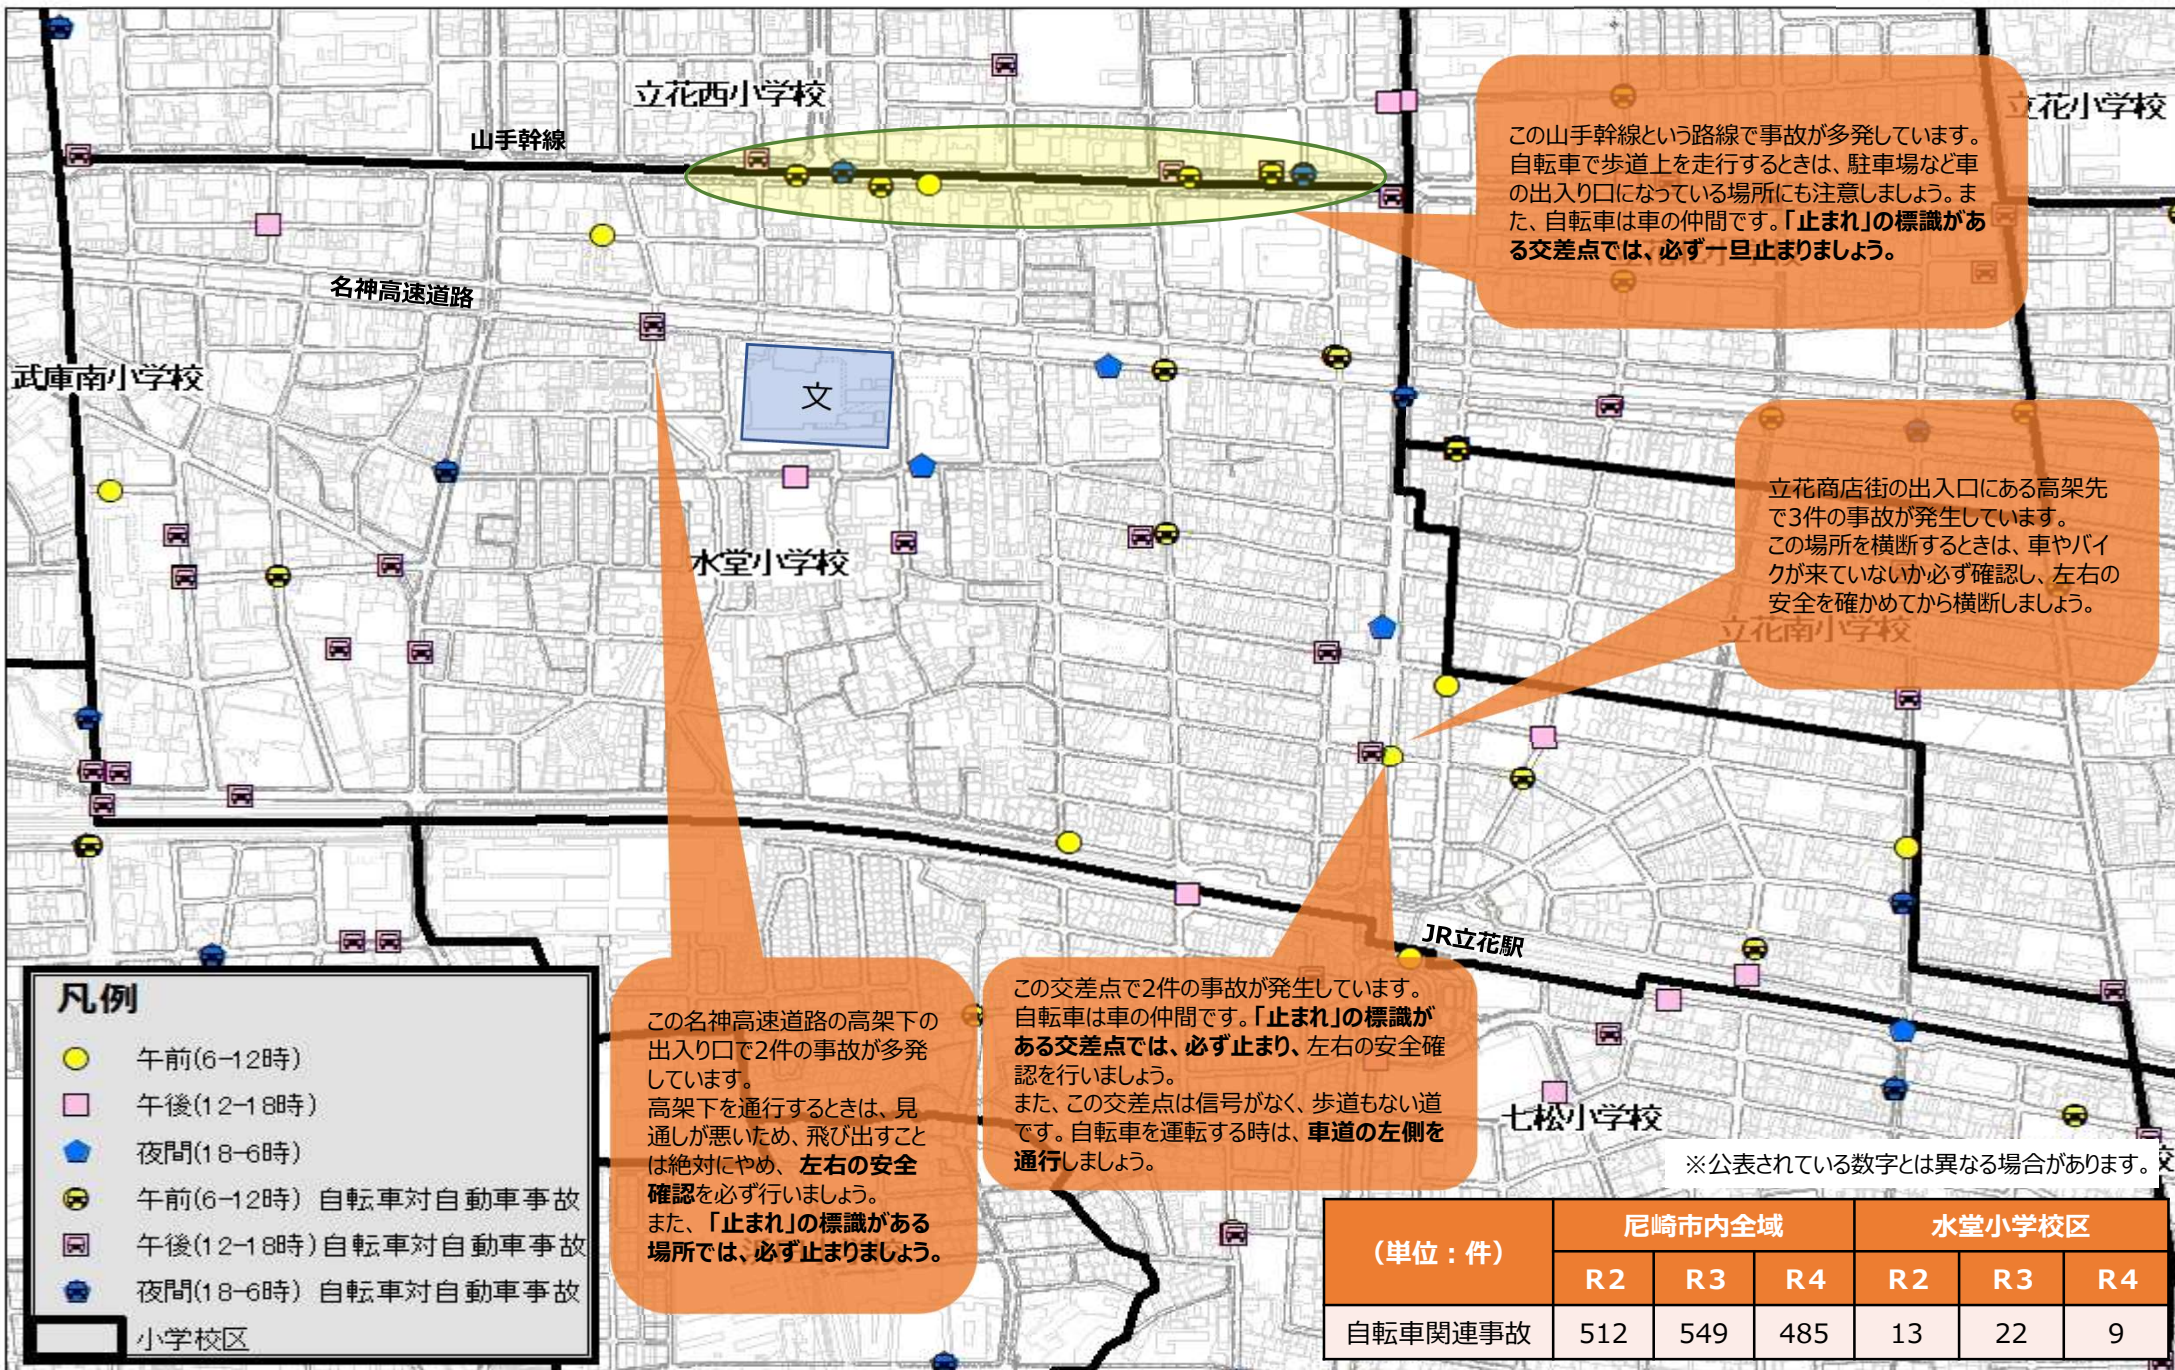 立花西小学校
立花小学校
山手幹線
この山手幹線という路線で事故が多発しています。
自転車で歩道上を走行するときは、駐車場など車
の出入り口になっている場所にも注意しましょう。ま
た、自転車は車の仲間です。「止まれ」の標識があ
る交差点では、必ず一旦止まりましょう。
名神高速道路
武庫南小学校
文
立花商店街の出入口にある高架先
で3件の事故が発生しています。
この場所を横断するときは、車やバイ
クが来ていないか必ず確認し、左右の
安全を確かめてから横断しましょう。
水堂小学校
立花南小学校
JR立花駅
この名神高速道路の高架下の
出入り口で2件の事故が多発
しています。
高架下を通行するときは、見
通しが悪いため、飛び出すこと
は絶対にやめ、左右の安全
確認を必ず行いましょう。
また、「止まれ」の標識がある
場所では、必ず止まりましょう。
この交差点で2件の事故が発生しています。
自転車は車の仲間です。「止まれ」の標識が
ある交差点では、必ず止まり、左右の安全確
認を行いましょう。
また、この交差点は信号がなく、歩道もない道
です。自転車を運転する時は、車道の左側を
通行しましょう。
七松小学校
校
凡例
午前(6-12時)
午後(12-18時)
夜間(18-6時)
午前(6-12時) 自転車対自動車事故
午後(12-18時)自転車対自動車事故
夜間(18-6時) 自転車対自動車事故
小学校区
※公表されている数字とは異なる場合があります。
(単位：件) 尼崎市内全域 水堂小学校区
R2 R3 R4 R2 R3 R4
自転車関連事故 512 549 485 13 22 9